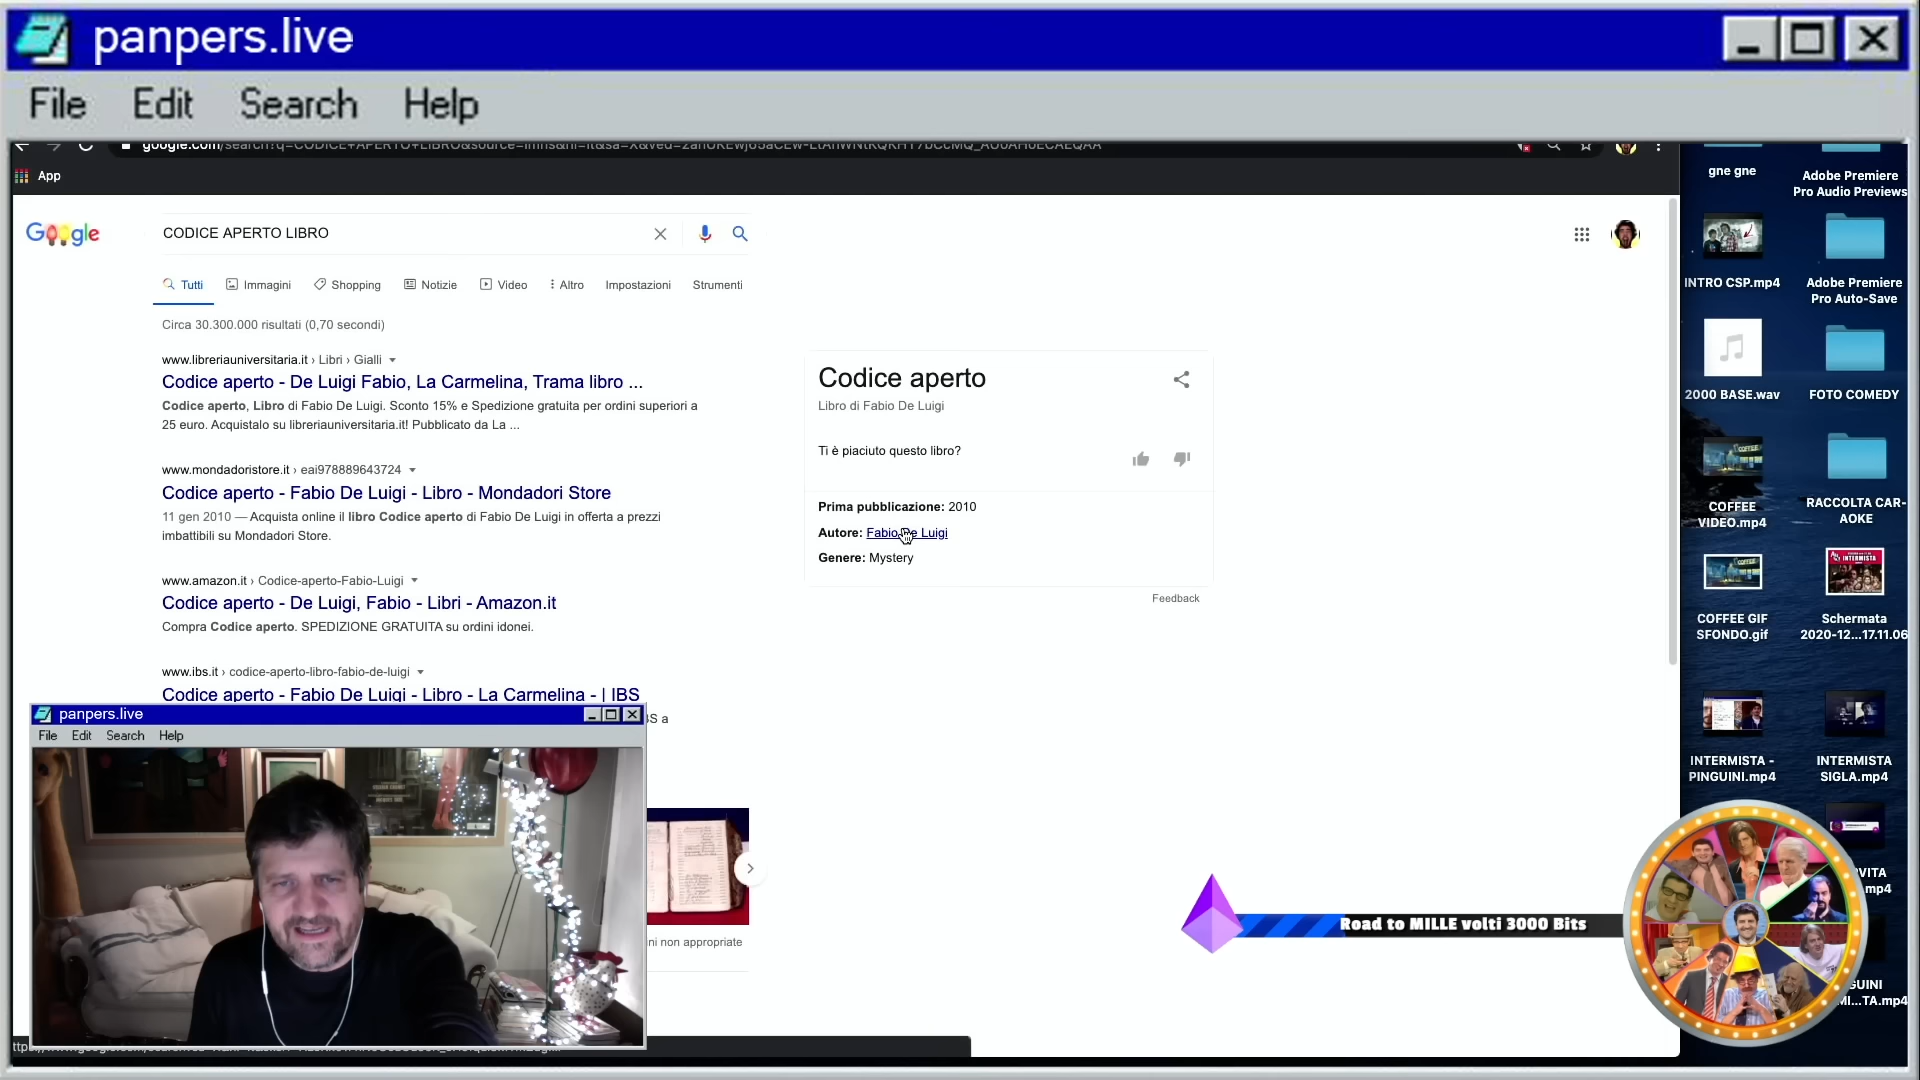 panpers.live
File Edit Search Help
App
Google
CODICE APERTO LIBRO
Tutti Immagini Shopping Notizie Video Altro Impostazioni Strumenti
Circa 30.300.000 risultati (0,70 secondi)
www.libreriauniversitaria.it › Libri › Gialli
Codice aperto - De Luigi Fabio, La Carmelina, Trama libro ...
Codice aperto, Libro di Fabio De Luigi. Sconto 15% e Spedizione gratuita per ordini superiori a
25 euro. Acquistalo su libreriauniversitaria.it! Pubblicato da La ...
www.mondadoristore.it › eai978889643724
Codice aperto - Fabio De Luigi - Libro - Mondadori Store
11 gen 2010 — Acquista online il libro Codice aperto di Fabio De Luigi in offerta a prezzi
imbattibili su Mondadori Store.
www.amazon.it › Codice-aperto-Fabio-Luigi
Codice aperto - De Luigi, Fabio - Libri - Amazon.it
Compra Codice aperto. SPEDIZIONE GRATUITA su ordini idonei.
www.ibs.it › codice-aperto-libro-fabio-de-luigi
Codice aperto - Fabio De Luigi - Libro - La Carmelina - | IBS
a
Codice aperto
Libro di Fabio De Luigi
Ti è piaciuto questo libro?
Prima pubblicazione: 2010
Autore: Fabio De Luigi
Genere: Mystery
Feedback
panpers.live
File Edit Search Help
non appropriate
Road to MILLE volti 3000 Bits
gne gne
Adobe Premiere
Pro Audio Previews
INTRO CSP.mp4
Adobe Premiere
Pro Auto-Save
2000 BASE.wav
FOTO COMEDY
COFFEE
VIDEO.mp4
RACCOLTA CAR-
AOKE
COFFEE GIF
SFONDO.gif
INTERMISTA
Schermata
2020-12...17.11.06
INTERMISTA -
PINGUINI.mp4
INTERMISTA
SIGLA.mp4
VITA
.mp4
GUINI
MI...TA.mp4